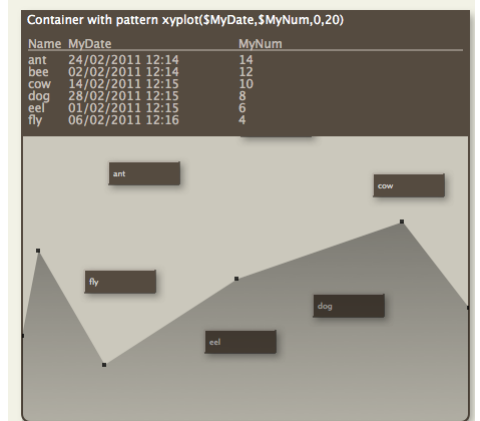 Container with pattern xyplot($MyDate,$MyNum,0,20)
Name MyDate MyNum
ant 24/02/2011 12:14 14
bee 02/02/2011 12:14 12
cow 14/02/2011 12:15 10
dog 28/02/2011 12:15 8
eel 01/02/2011 12:15 6
fly 06/02/2011 12:16 4
ant
cow
fly
dog
eel